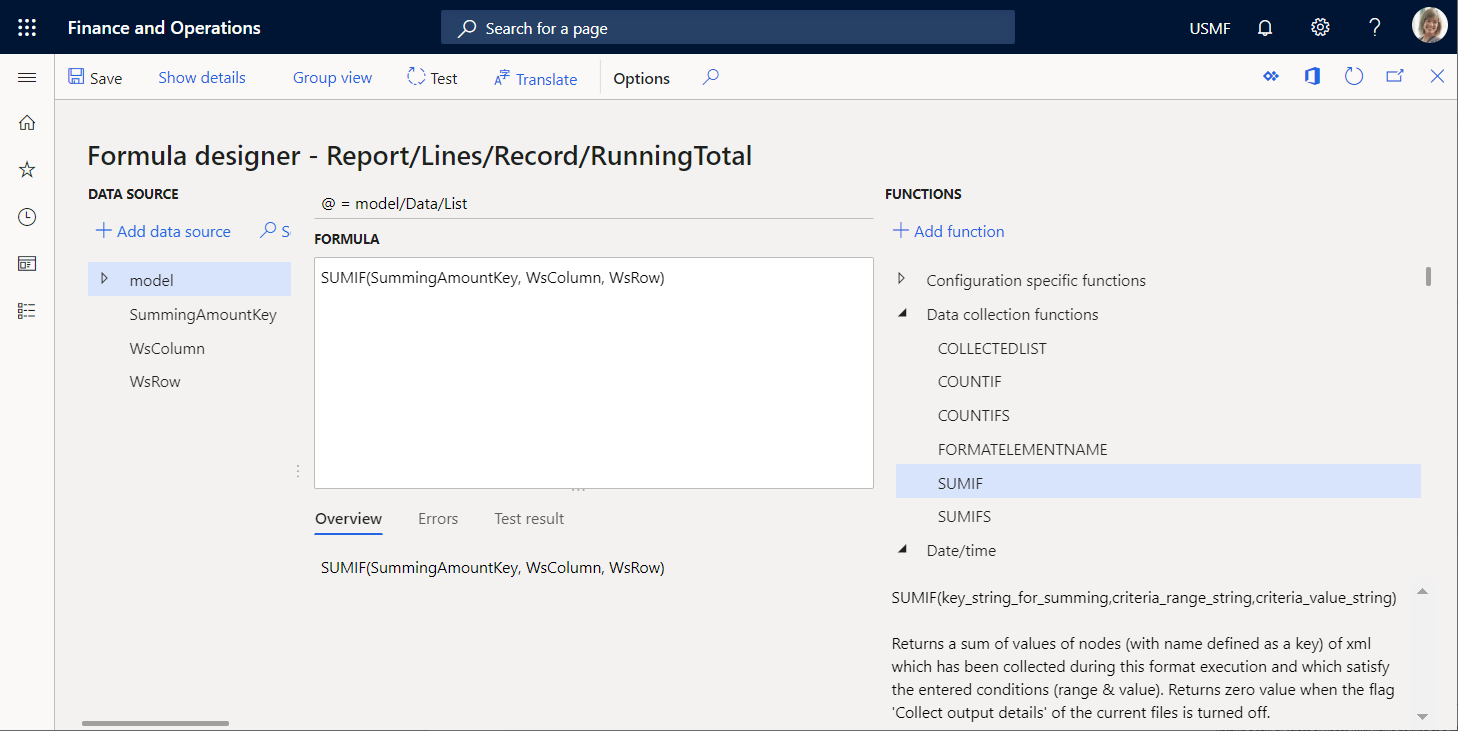 Finance and Operations
Search for a page
USMF
Save
Show details
Group view
Test
Translate
Options
Formula designer - Report/Lines/Record/RunningTotal
DATA SOURCE
Add data source
S
model
SummingAmountKey
WsColumn
WsRow
@ = model/Data/List
FORMULA
SUMIF(SummingAmountKey, WsColumn, WsRow)
Overview
Errors
Test result
SUMIF(SummingAmountKey, WsColumn, WsRow)
FUNCTIONS
Add function
Configuration specific functions
Data collection functions
COLLECTEDLIST
COUNTIF
COUNTIFS
FORMATELEMENTNAME
SUMIF
SUMIFS
Date/time
SUMIF(key_string_for_summing,criteria_range_string,criteria_value_string)
Returns a sum of values of nodes (with name defined as a key) of xml
which has been collected during this format execution and which satisfy
the entered conditions (range & value). Returns zero value when the flag
'Collect output details' of the current files is turned off.